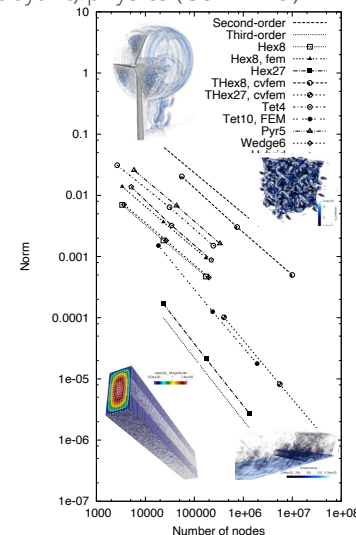 10
1
0.1
0.01
0.001
0.0001
1e-05
1e-06
1e-07
Norm
Second-order
Third-order
Hex8
Hex8, fem
Hex27
THex8, cvfem
THex27, cvfem
Tet4
Tet10, FEM
Pyr5
Wedge6
1000 10000 100000 1e+06 1e+07 1e+08
Number of nodes